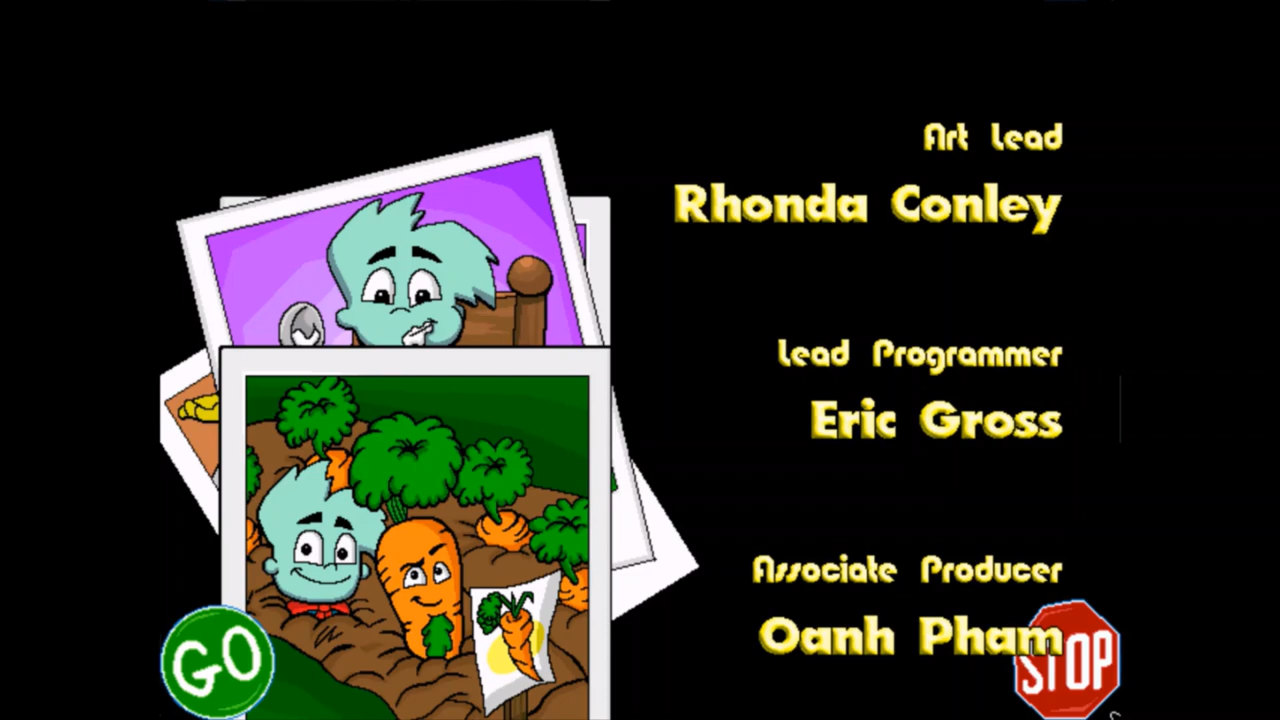 Art Lead
Rhonda Conley
Lead Programmer
Eric Gross
Associate Producer
Oanh Pham
GO
STOP